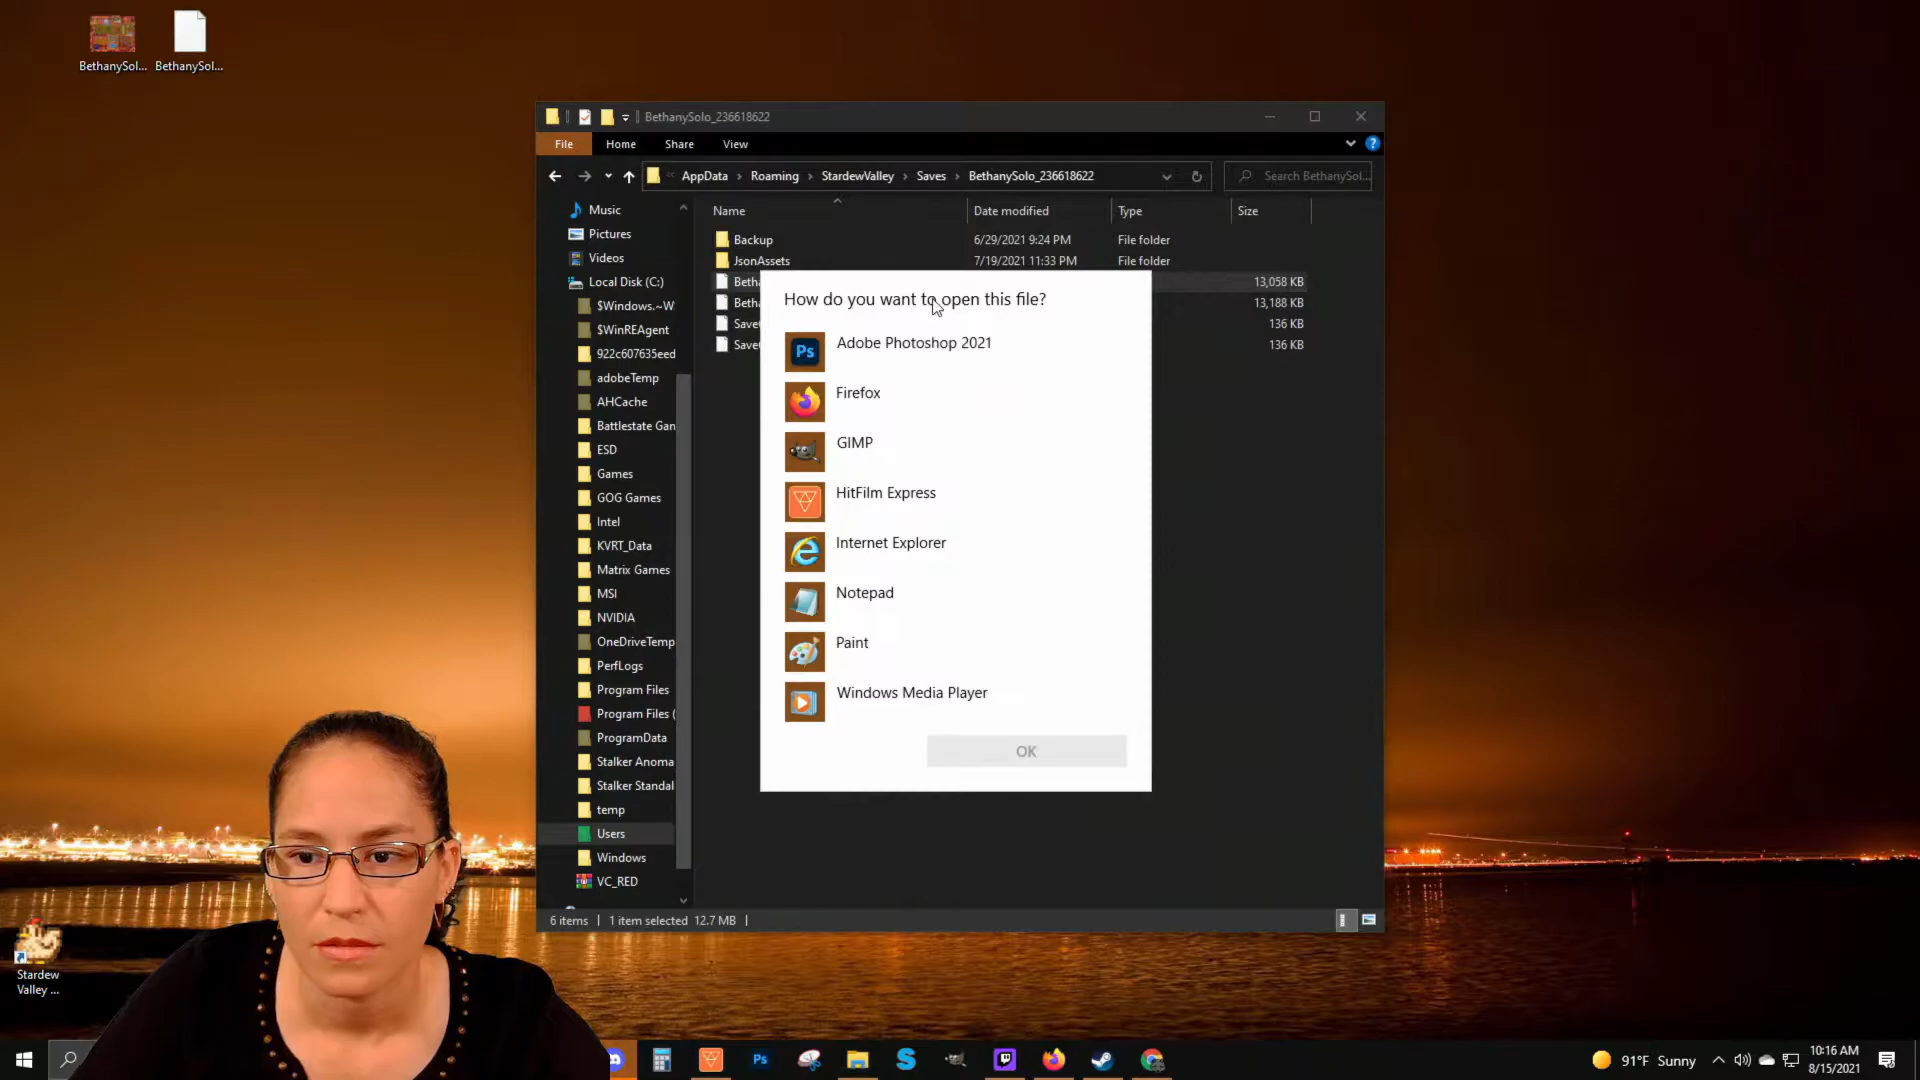 BethanySol...
BethanySol...
BethanySolo_236618622
File
Home
Share
View
AppData
Roaming
StardewValley
Saves
BethanySolo_236618622
Search BethanySol...
Name
Date modified
Type
Size
Music
Pictures
Videos
Local Disk (C:)
$Windows.~W
$WinREAgent
922c607635eed
adobeTemp
AHCache
Battlestate Gan
ESD
Games
GOG Games
Intel
KVRT_Data
Matrix Games
MSI
NVIDIA
OneDriveTemp
PerfLogs
Program Files
Program Files (
ProgramData
Stalker Anoma
Stalker Standal
temp
Users
Windows
VC_RED
Backup 6/29/2021 9:24 PM File folder
JsonAssets 7/19/2021 11:33 PM File folder
Beth 13,058 KB
Betha 13,188 KB
Save 136 KB
Save 136 KB
How do you want to open this file?
Ps Adobe Photoshop 2021
Firefox
GIMP
HitFilm Express
Internet Explorer
Notepad
Paint
Windows Media Player
OK
6 items 1 item selected 12.7 MB
Stardew
Valley ...
Ps
91°F Sunny
10:16 AM
8/15/2021